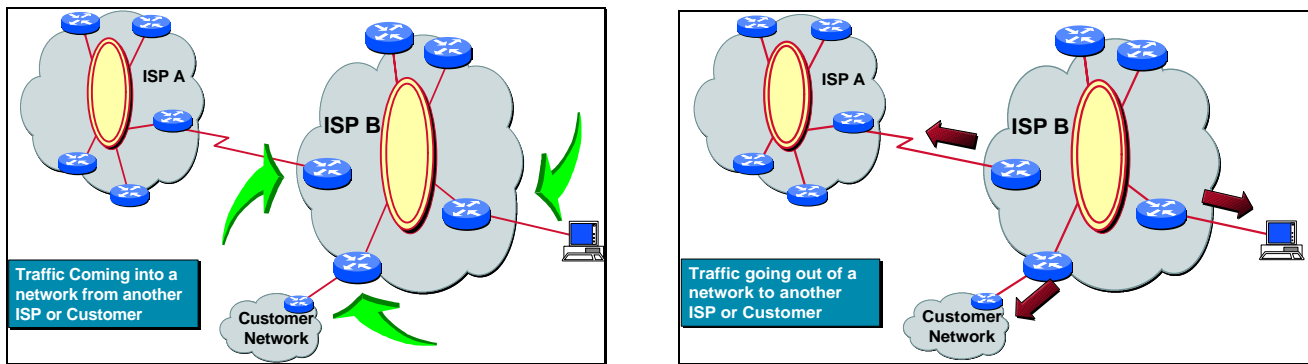 ISP A
ISP B
Traffic Coming into a
network from another
ISP or Customer
Customer
Network
ISP A
ISP B
Traffic going out of a
network to another
ISP or Customer
Customer
Network